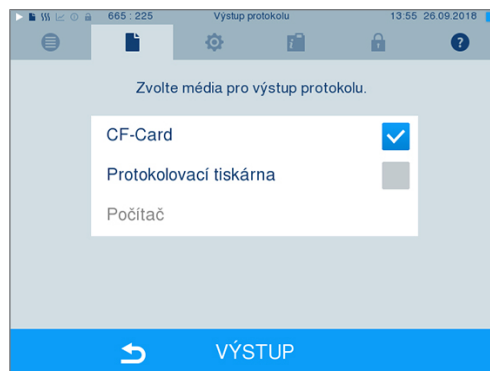 665 : 225 Výstup protokolu 13:55 26.09.2018
i ?
Zvolte média pro výstup protokolu.
CF-Card
Protokolovací tiskárna
Počítač
VÝSTUP